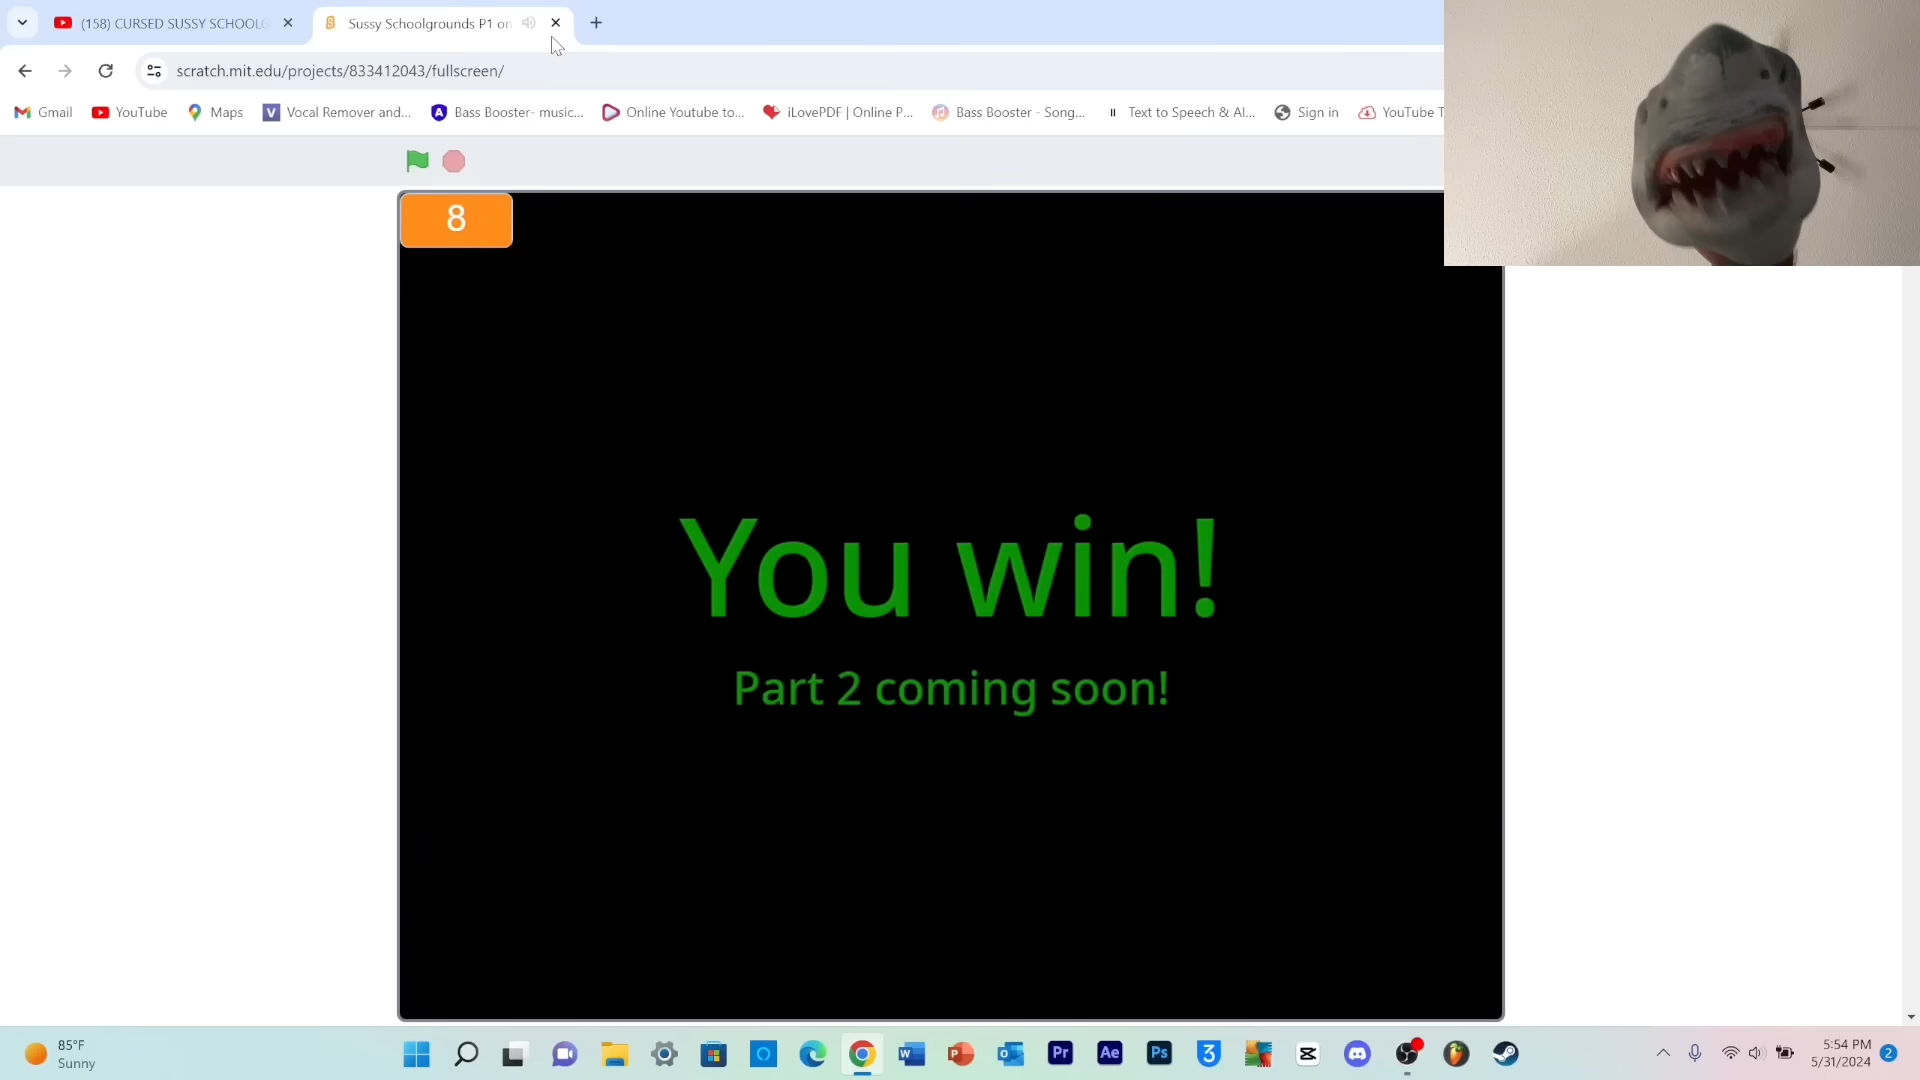 (158) CURSED SUSSY SCHOOLG
Sussy Schoolgrounds P1 on
scratch.mit.edu/projects/833412043/fullscreen/
Gmail
YouTube
Maps
Vocal Remover and...
Bass Booster- music...
Online Youtube to...
iLovePDF | Online P...
Bass Booster - Song...
Text to Speech & AI...
Sign in
YouTube T
8
You win!
Part 2 coming soon!
85°F
Sunny
5:54 PM
5/31/2024
2